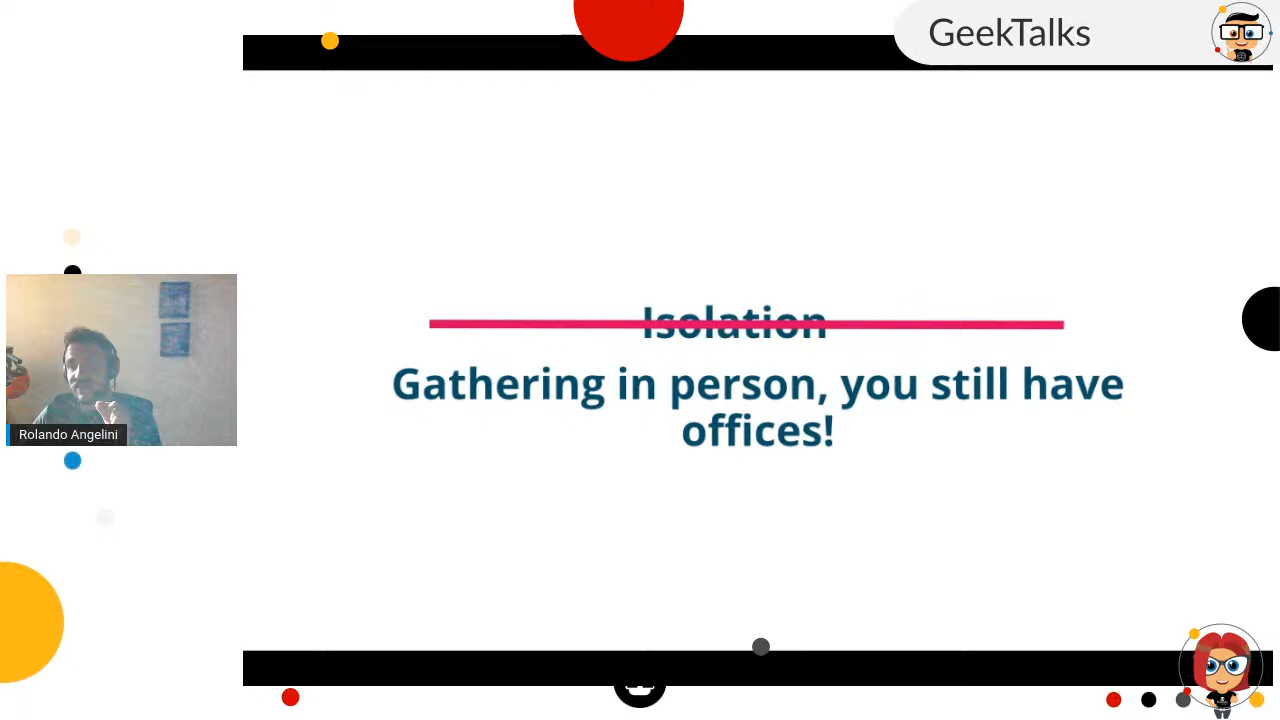 GeekTalks
Isolation
Gathering in person, you still have
offices!
Rolando Angelini